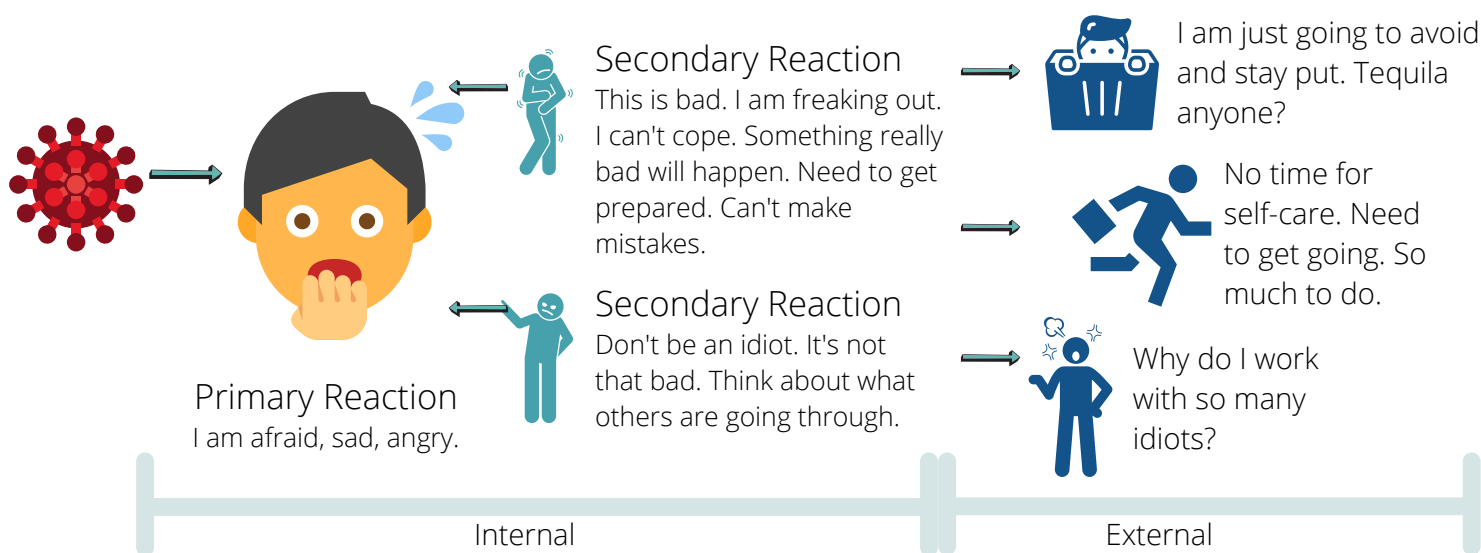 Primary Reaction
I am afraid, sad, angry.
Secondary Reaction
This is bad. I am freaking out.
I can't cope. Something really
bad will happen. Need to get
prepared. Can't make
mistakes.
Secondary Reaction
Don't be an idiot. It's not
that bad. Think about what
others are going through.
I am just going to avoid
and stay put. Tequila
anyone?
No time for
self-care. Need
to get going. So
much to do.
Why do I work
with so many
idiots?
Internal
External